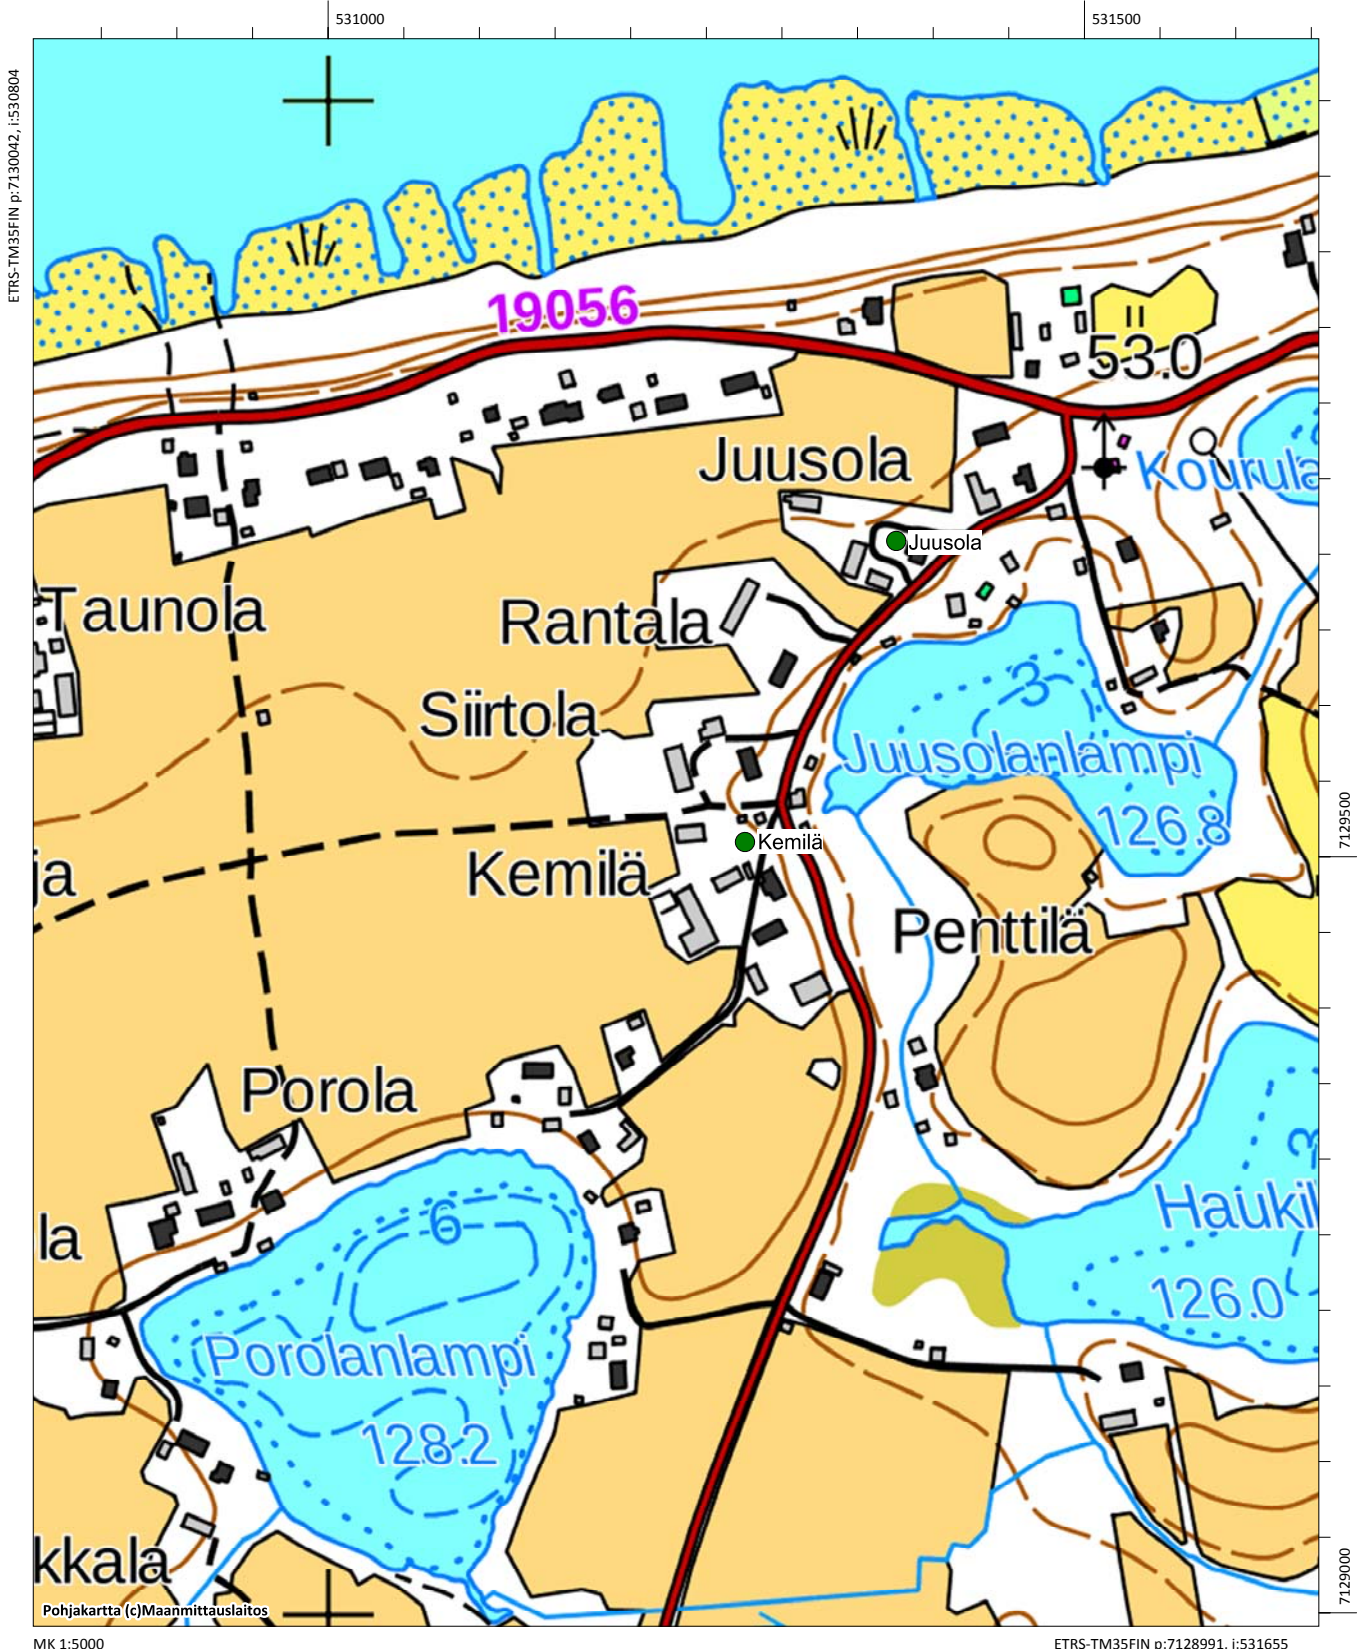 531000
531500
ETRS-TM35FIN p:7130042, i:530804
19056
53.0
Juusola
Kourula
Juusola
Taunola
Rantala
3
Siirtola
Juusolanlampi
126.8
7129500
Kemilä
Kemilä
ja
Penttilä
Porola
3
6
Haukil
la
126.0
Porolanlampi
128.2
kkala
7129000
Pohjakartta (c)Maanmittauslaitos
MK 1:5000
ETRS-TM35FIN p:7128991, i:531655